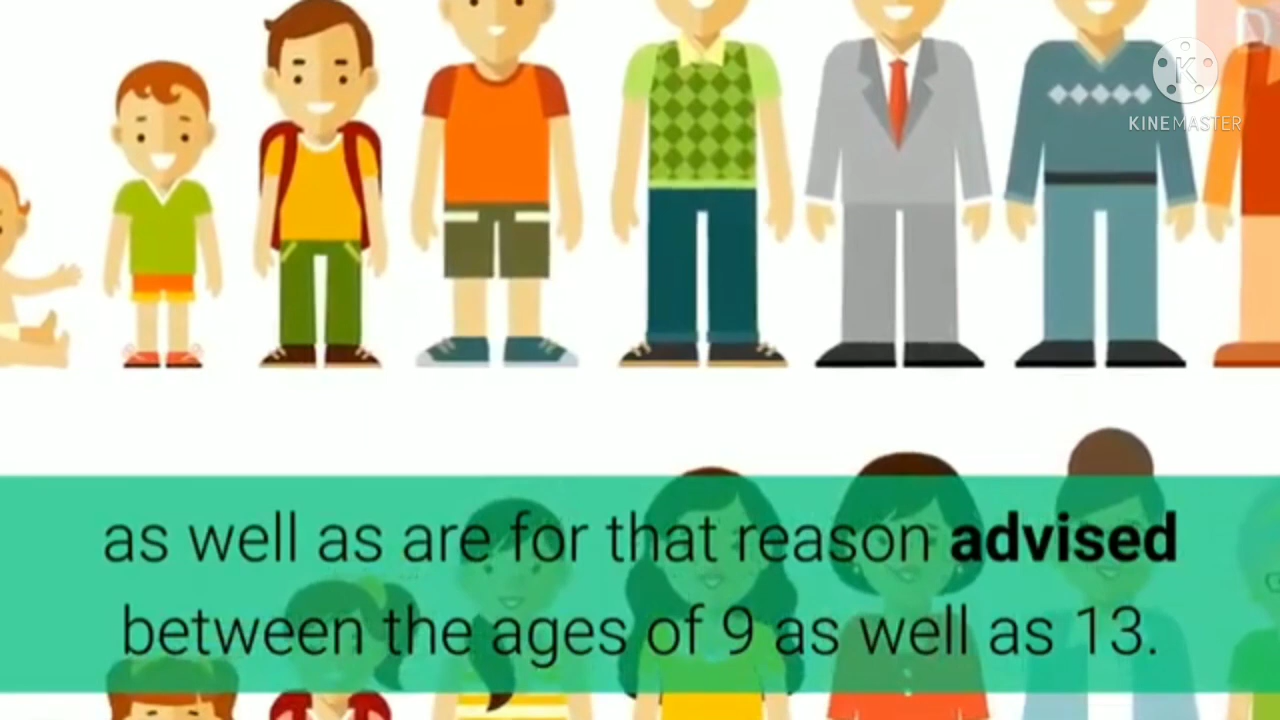 D
KINEMASTER
as well as are for that reason advised
between the ages of 9 as well as 13.